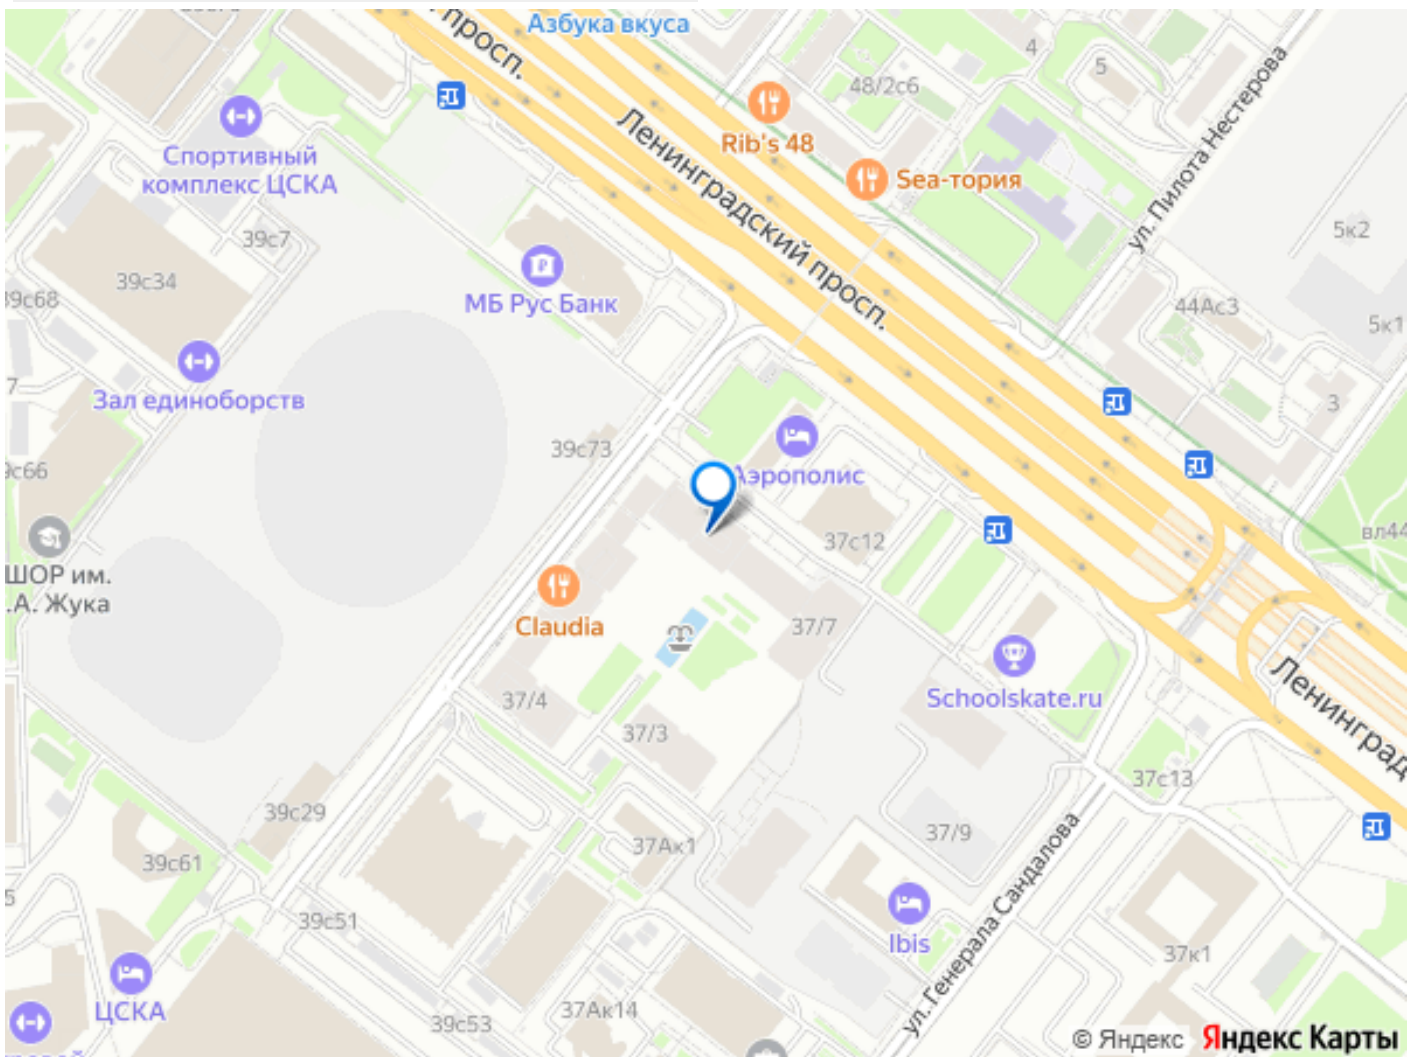 Азбука вкуса
просп.
4
5
48/2с6
ул. Пилота Нестерова
Rib's 48
Ленинградский просп.
Спортивный
комплекс ЦСКА
Sea-тория
39с7
5к2
39с34
39с68
МБ Рус Банк
44Ас3
5к1
7
Зал единоборств
3
39с73
Аэрополис
37с12
вл44
ШОР им.
.А. Жука
Claudia
37/7
Schoolskate.ru
37/4
37/3
Ленинград
37с13
39с29
37/9
37Ак1
39с61
5
39с51
ул. Генерала Сандалова
Ibis
37к1
ЦСКА
37Ак14
39с53
© Яндекс Яндекс Карты